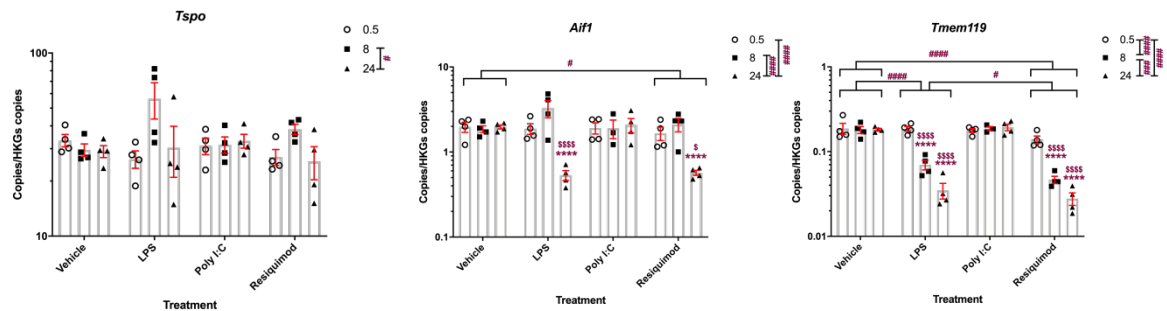 Tspo
0.5
8
24
#
Copies/HKGs copies
100
10
Vehicle
LPS
Poly I:C
Resiquimod
Treatment
Aif1
0.5
8
24
####
####
Copies/HKGs copies
10
1
0.1
#
$$$$
****
$
****
Vehicle
LPS
Poly I:C
Resiquimod
Treatment
Tmem119
0.5
8
24
####
###
####
Copies/HKGs copies
1
0.1
0.01
####
####
#
$$$$
****
$$$$
****
$$$$
****
$$$$
****
Vehicle
LPS
Poly I:C
Resiquimod
Treatment